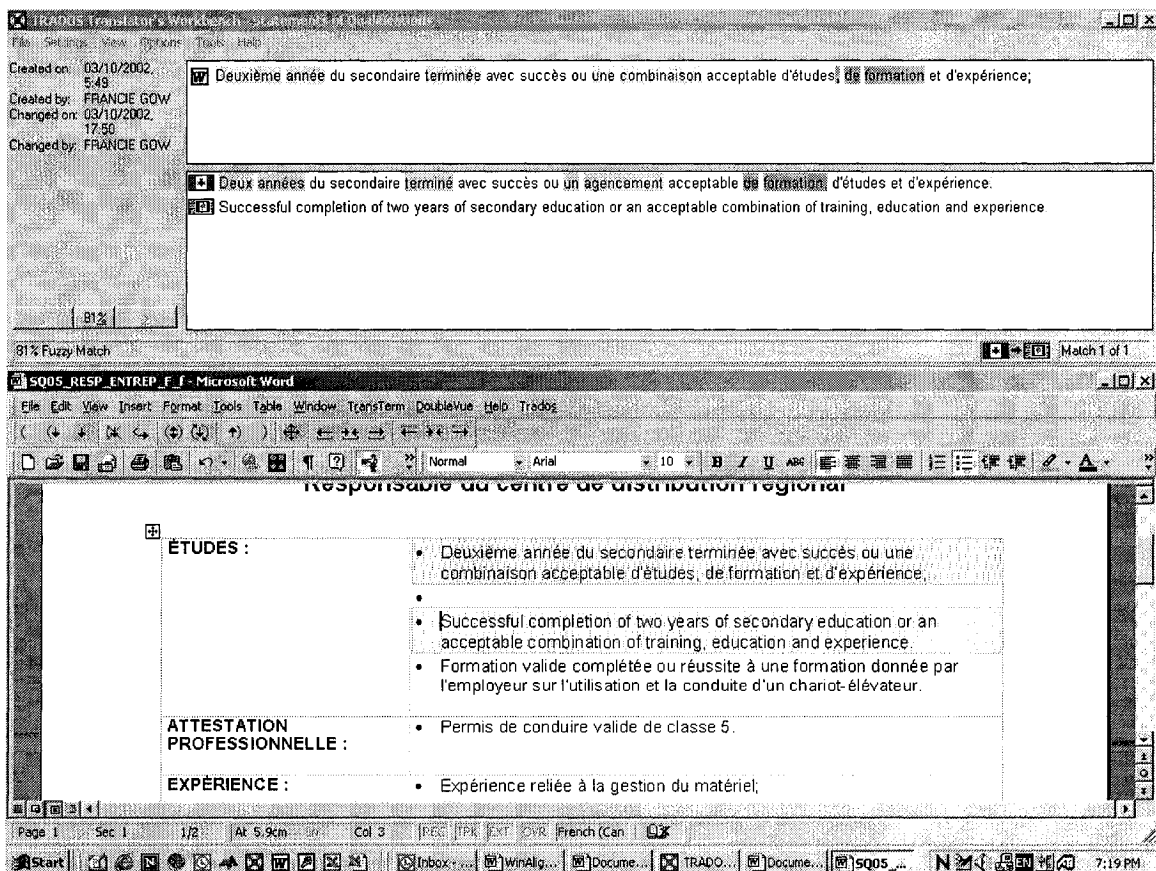 TRADOS Translator's Workbench - Statements of Qualifications
File Settings View Options Tools Help
Created on: 03/10/2002,
5:49
Created by: FRANCIE GOW
Changed on: 03/10/2002,
17:50
Changed by: FRANCIE GOW
Deuxième année du secondaire terminée avec succès ou une combinaison acceptable d'études, de formation et d'expérience;
Deux années du secondaire terminé avec succès ou un agencement acceptable de formation, d'études et d'expérience.
Successful completion of two years of secondary education or an acceptable combination of training, education and experience.
81%
81% Fuzzy Match
Match 1 of 1
SQ05_RESP_ENTREP_F_f - Microsoft Word
File Edit View Insert Format Tools Table Window TransTerm DoubleVue Help Trados
Normal Arial 10 B I U ABC A
Responsable du centre de distribution régional
ÉTUDES :
• Deuxième année du secondaire terminée avec succès ou une
combinaison acceptable d'études, de formation et d'expérience;
•
• Successful completion of two years of secondary education or an
acceptable combination of training, education and experience.
• Formation valide complétée ou réussite à une formation donnée par
l'employeur sur l'utilisation et la conduite d'un chariot-élévateur.
ATTESTATION
PROFESSIONNELLE :
• Permis de conduire valide de classe 5.
EXPÉRIENCE :
• Expérience reliée à la gestion du matériel;
Page 1 Sec 1 1/2 At 5.9cm Col 3 REC TRK EXT OVR French (Can
Start Inbox - ... WinAlig... Docume... TRADO... Docume... SQ05_... EN 7:19 PM